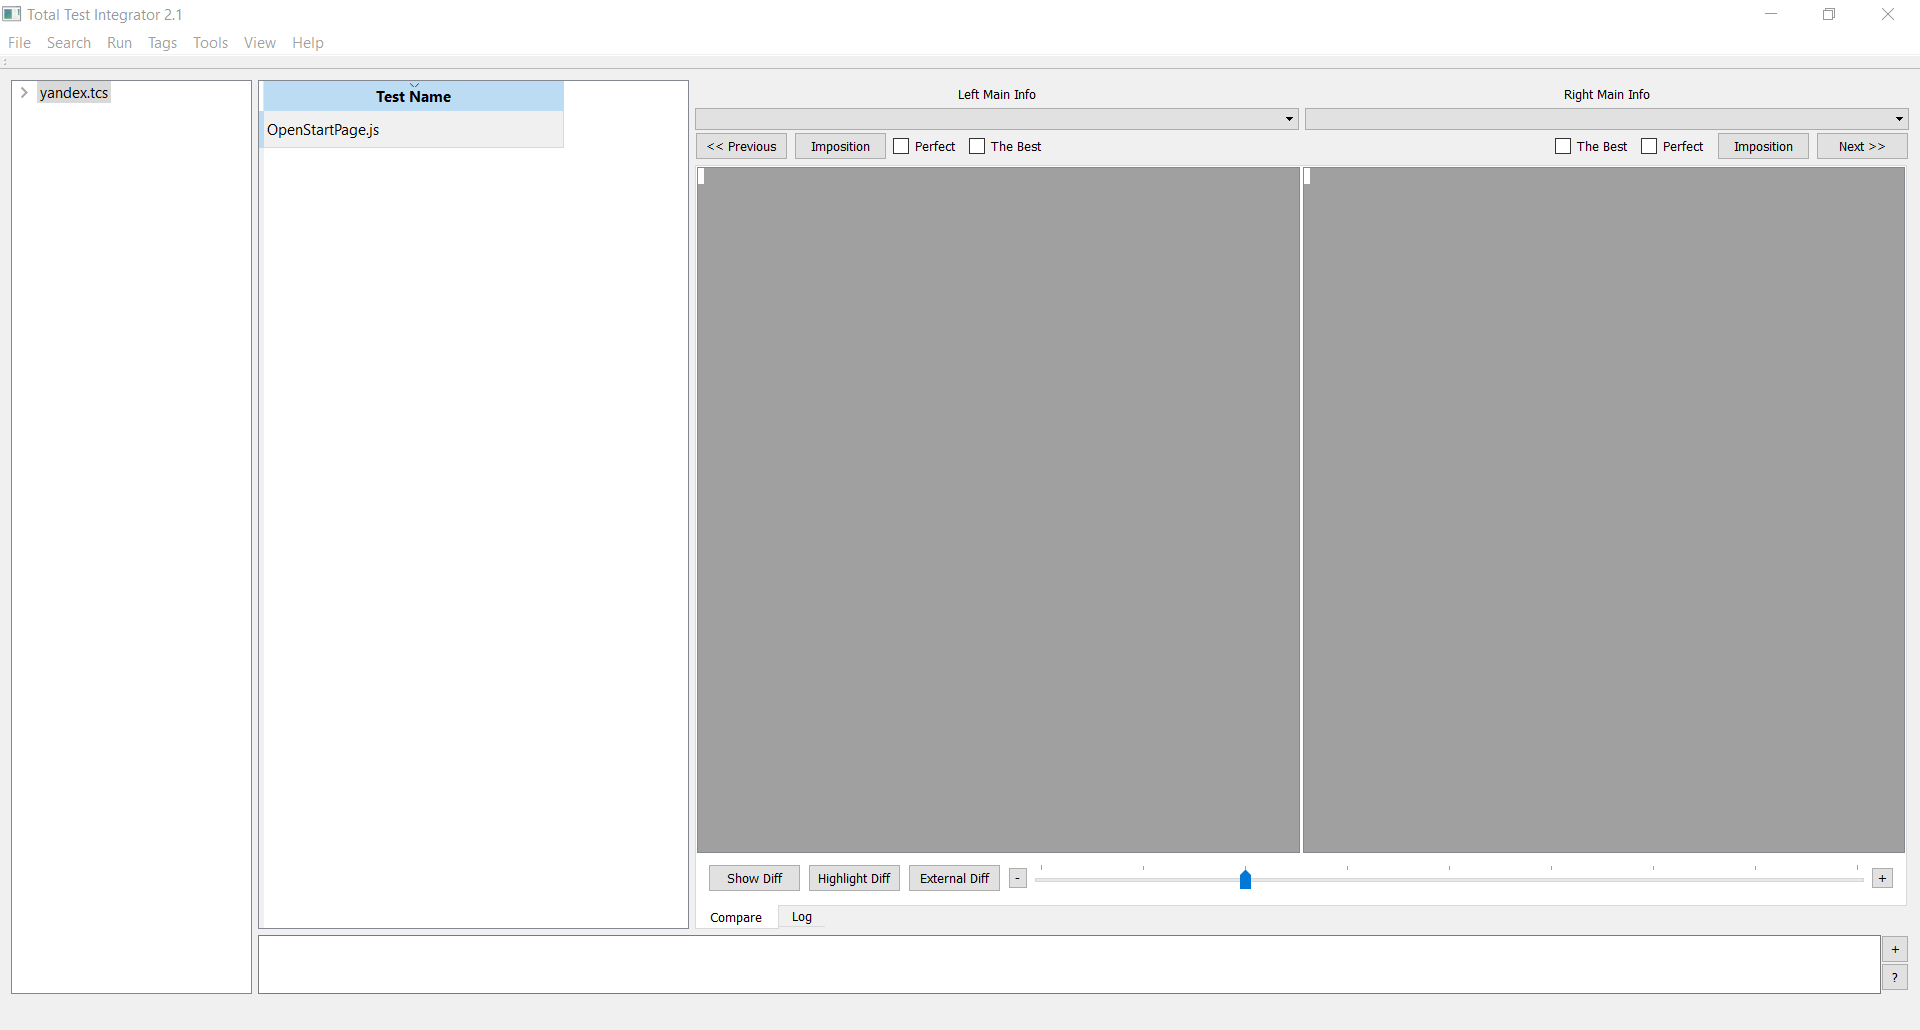 Total Test Integrator 2.1
File Search Run Tags Tools View Help
yandex.tcs
Test Name
OpenStartPage.js
Left Main Info
Right Main Info
<< Previous Imposition Perfect The Best
The Best Perfect Imposition Next >>
Show Diff Highlight Diff External Diff - +
Compare Log
+
?